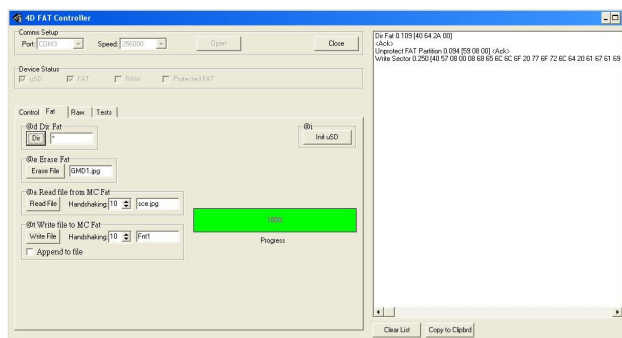 4D FAT Controller
Comms Setup
Port: COM3 Speed: 256000 Open Close
Device Status
uSD FAT RAW Protected FAT
Control Fat Raw Tests
@d Dir Fat
Dir *
@i
Init uSD
@e Erase Fat
Erase File GMD1.jpg
@a Read file from MC Fat
Read File Handshaking: 10 sce.jpg
@t Write file to MC Fat
Write File Handshaking: 10 Fnt1
Append to file
100%
Progress
Dir Fat 0.109 [40 64 2A 00]
<Ack>
Unprotect FAT Partition 0.094 [59 08 00] <Ack>
Write Sector 0.250 [40 57 08 00 08 68 65 6C 6C 6F 20 77 6F 72 6C 64 20 61 67 61 69
Clear List Copy to Clipbrd